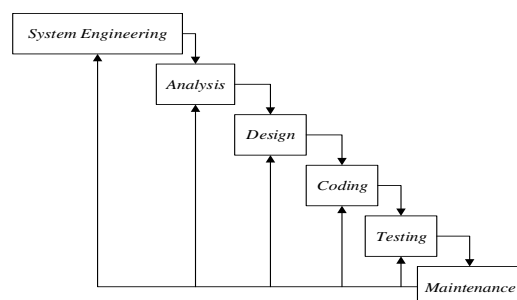 System Engineering
Analysis
Design
Coding
Testing
Maintenance